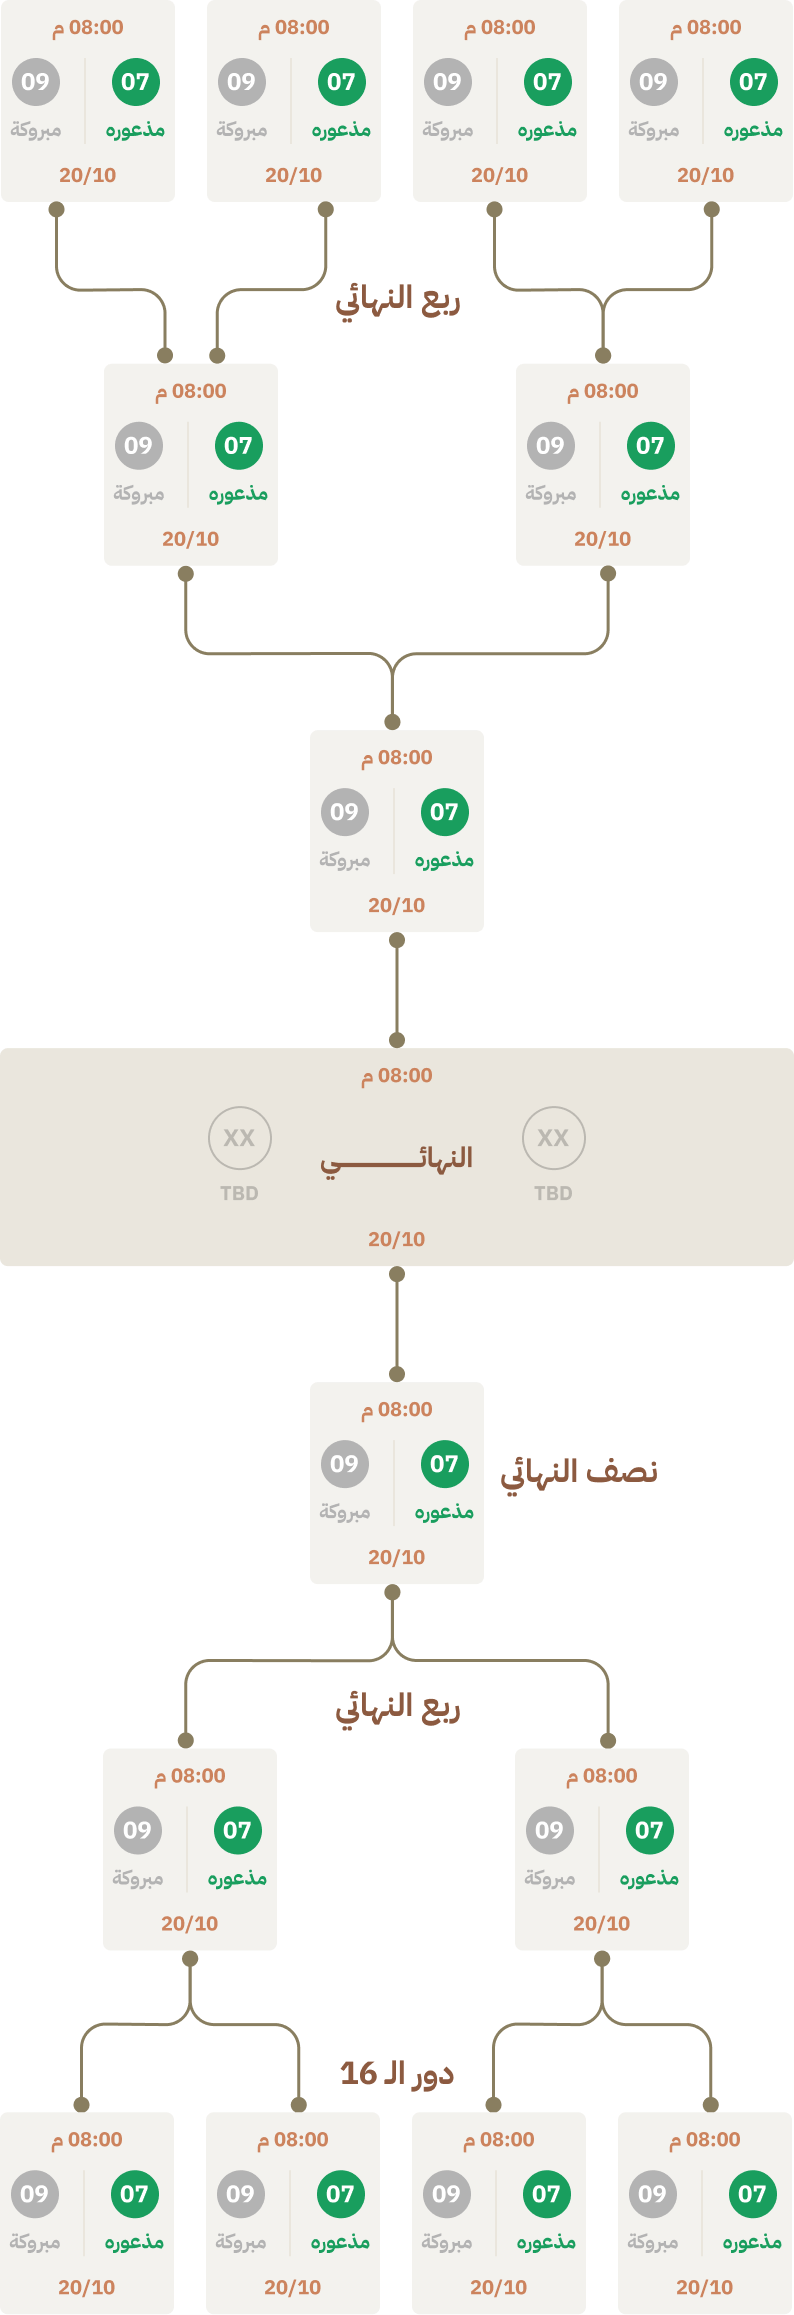 08:00 م
07
09
مذعوره
مبروكة
20/10
08:00 م
07
09
مذعوره
مبروكة
20/10
08:00 م
07
09
مذعوره
مبروكة
20/10
08:00 م
07
09
مذعوره
مبروكة
20/10
ربع النهائي
08:00 م
07
09
مذعوره
مبروكة
20/10
08:00 م
07
09
مذعوره
مبروكة
20/10
08:00 م
07
09
مذعوره
مبروكة
20/10
08:00 م
XX
TBD
النهائـــــــــي
XX
TBD
20/10
08:00 م
07
09
مذعوره
مبروكة
20/10
نصف النهائي
ربع النهائي
08:00 م
07
09
مذعوره
مبروكة
20/10
08:00 م
07
09
مذعوره
مبروكة
20/10
دور الـ 16
08:00 م
07
09
مذعوره
مبروكة
20/10
08:00 م
07
09
مذعوره
مبروكة
20/10
08:00 م
07
09
مذعوره
مبروكة
20/10
08:00 م
07
09
مذعوره
مبروكة
20/10